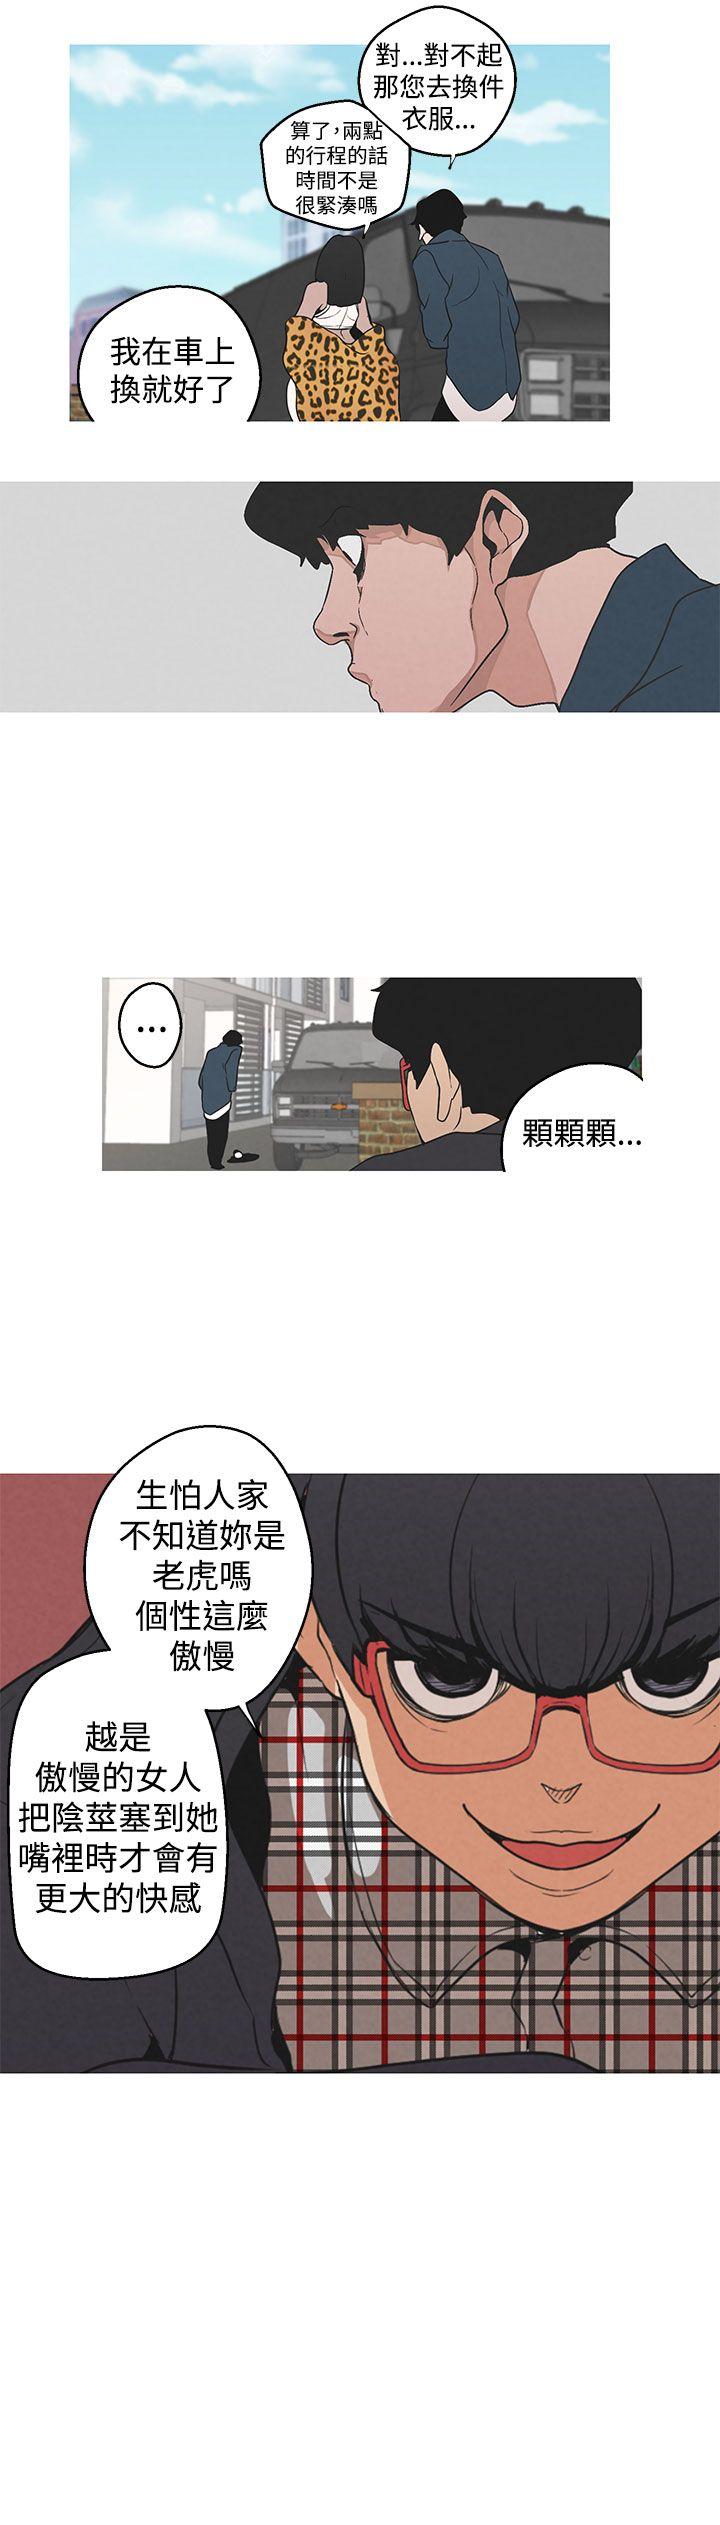 對...對不起
那您去換件
衣服...
算了,兩點
的行程的話
時間不是
很緊湊嗎
我在車上
換就好了
...
顆顆顆...
生怕人家
不知道妳是
老虎嗎
個性這麼
傲慢
越是
傲慢的女人
把陰莖塞到她
嘴裡時才會有
更大的快感